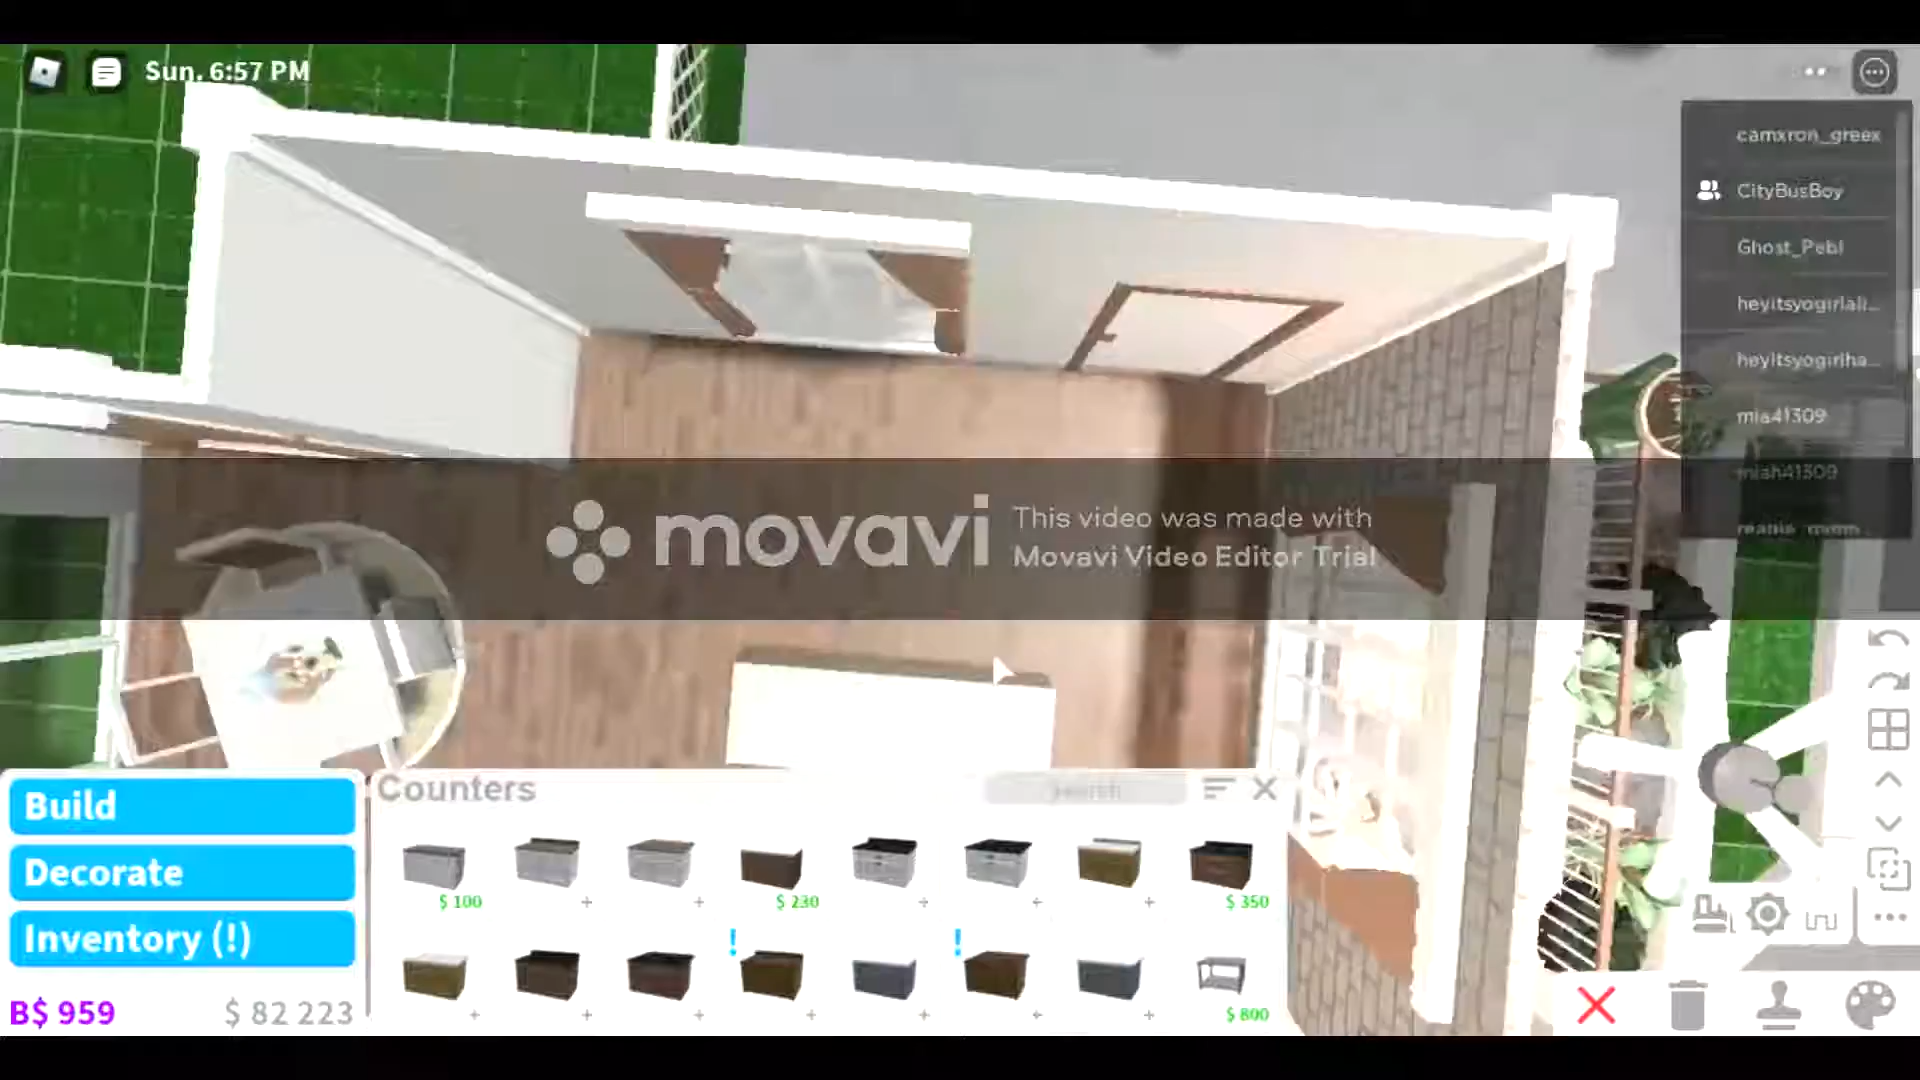 Sun. 6:57 PM
camxron_greex
CityBusBoy
Ghost_Pebl
heyitsyogirlali...
heyitsyogirlha...
mia41309
miah41309
movavi
This video was made with
Movavi Video Editor Trial
Build
Decorate
Inventory (!)
B$ 959
$ 82 223
Counters
$ 100
$ 230
$ 350
! !
$ 800